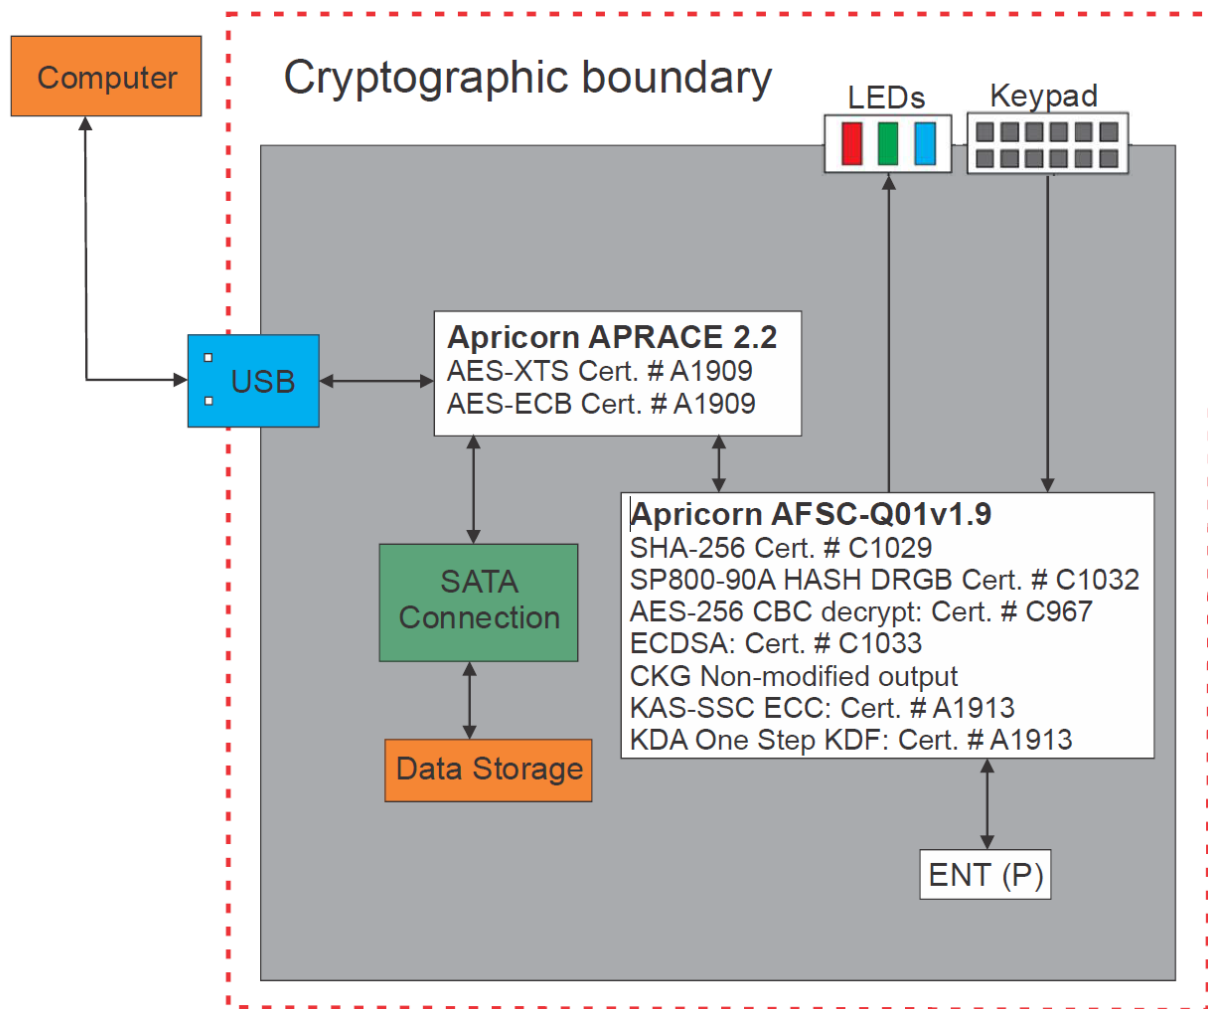 Computer
Cryptographic boundary
LEDs
Keypad
USB
Apricorn APRACE 2.2
AES-XTS Cert. # A1909
AES-ECB Cert. # A1909
SATA
Connection
Data Storage
Apricorn AFSC-Q01v1.9
SHA-256 Cert. # C1029
SP800-90A HASH DRGB Cert. # C1032
AES-256 CBC decrypt: Cert. # C967
ECDSA: Cert. # C1033
CKG Non-modified output
KAS-SSC ECC: Cert. # A1913
KDA One Step KDF: Cert. # A1913
ENT (P)